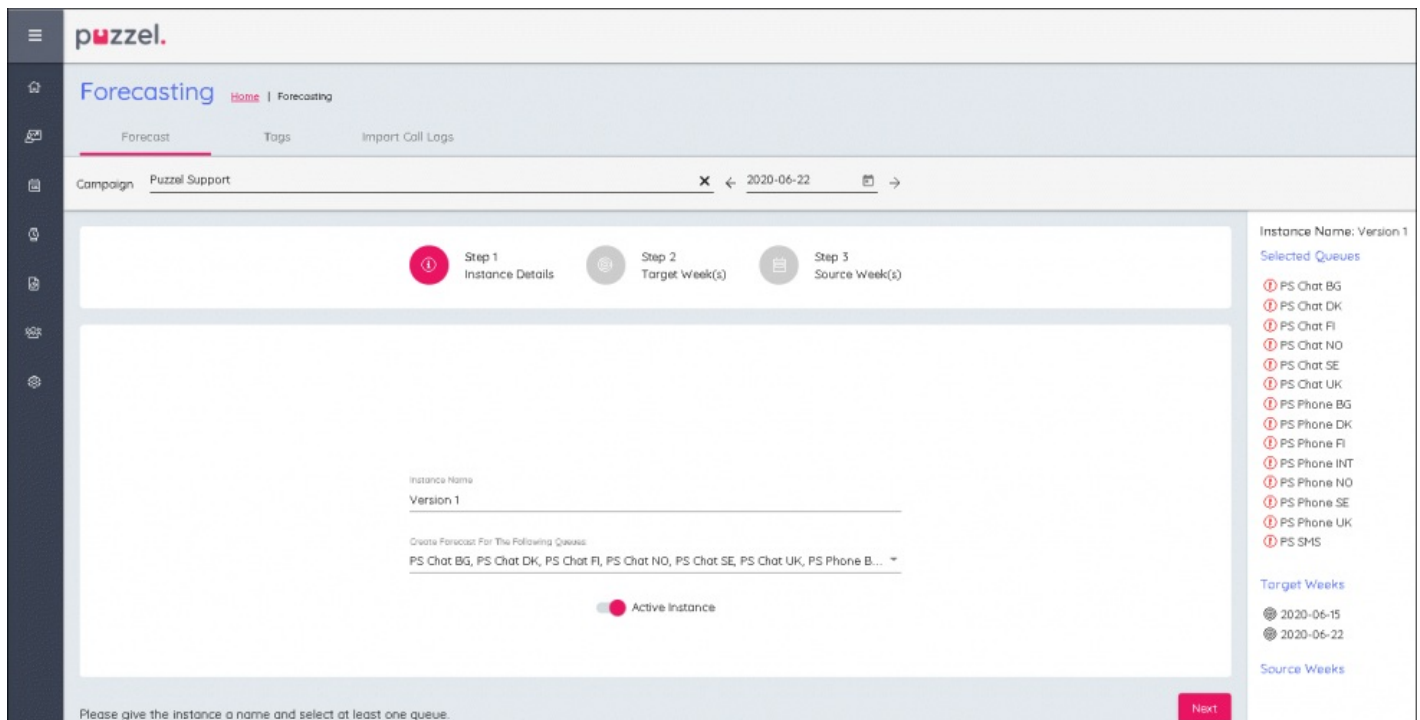 puzzel.
Forecasting Home | Forecasting
Forecast Tags Import Call Logs
Campaign Puzzel Support 2020-06-22
Step 1
Instance Details
Step 2
Target Week(s)
Step 3
Source Week(s)
Instance Name
Version 1
Create Forecast For The Following Queues
PS Chat BG, PS Chat DK, PS Chat FI, PS Chat NO, PS Chat SE, PS Chat UK, PS Phone B...
Active Instance
Please give the instance a name and select at least one queue.
Next
Instance Name: Version 1
Selected Queues
PS Chat BG
PS Chat DK
PS Chat FI
PS Chat NO
PS Chat SE
PS Chat UK
PS Phone BG
PS Phone DK
PS Phone FI
PS Phone INT
PS Phone NO
PS Phone SE
PS Phone UK
PS SMS
Target Weeks
2020-06-15
2020-06-22
Source Weeks